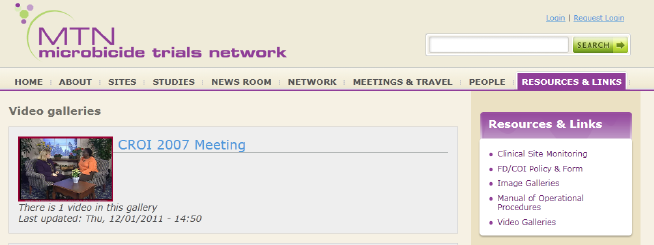 Login | Request Login
MTN
microbicide trials network
SEARCH
HOME ABOUT SITES STUDIES NEWS ROOM NETWORK MEETINGS & TRAVEL PEOPLE RESOURCES & LINKS
Video galleries
CROI 2007 Meeting
There is 1 video in this gallery
Last updated: Thu, 12/01/2011 - 14:50
Resources & Links
Clinical Site Monitoring
FD/COI Policy & Form
Image Galleries
Manual of Operational
Procedures
Video Galleries